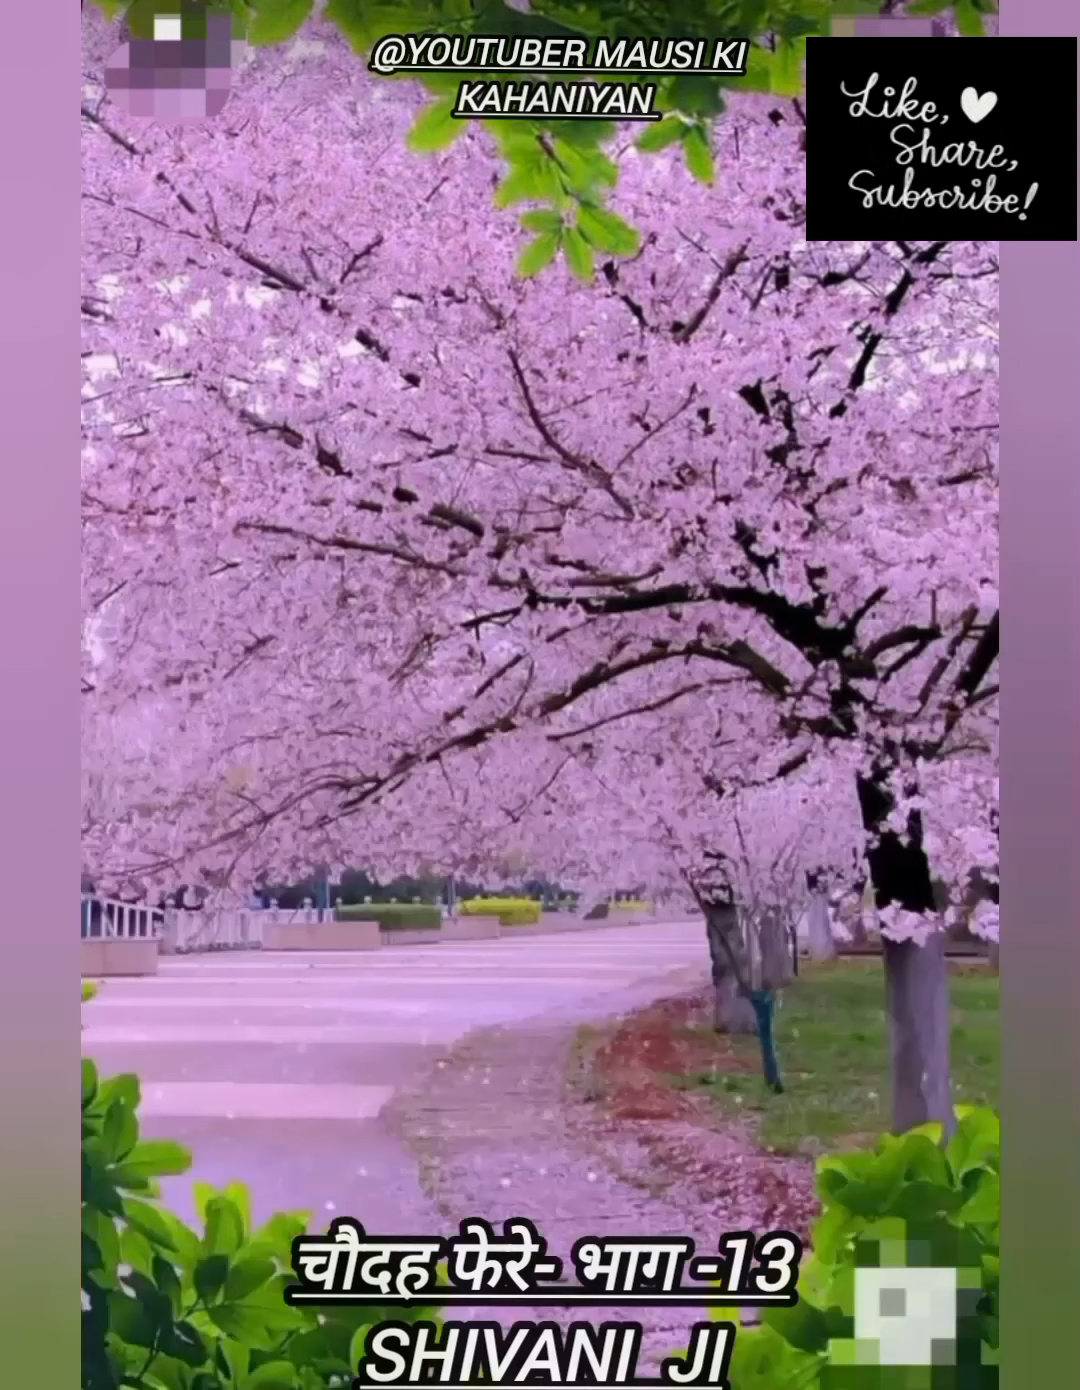 @YOUTUBER MAUSI KI
KAHANIYAN
Like,
Share,
Subscribe!
चौदह फेरे- भाग -13
SHIVANI JI